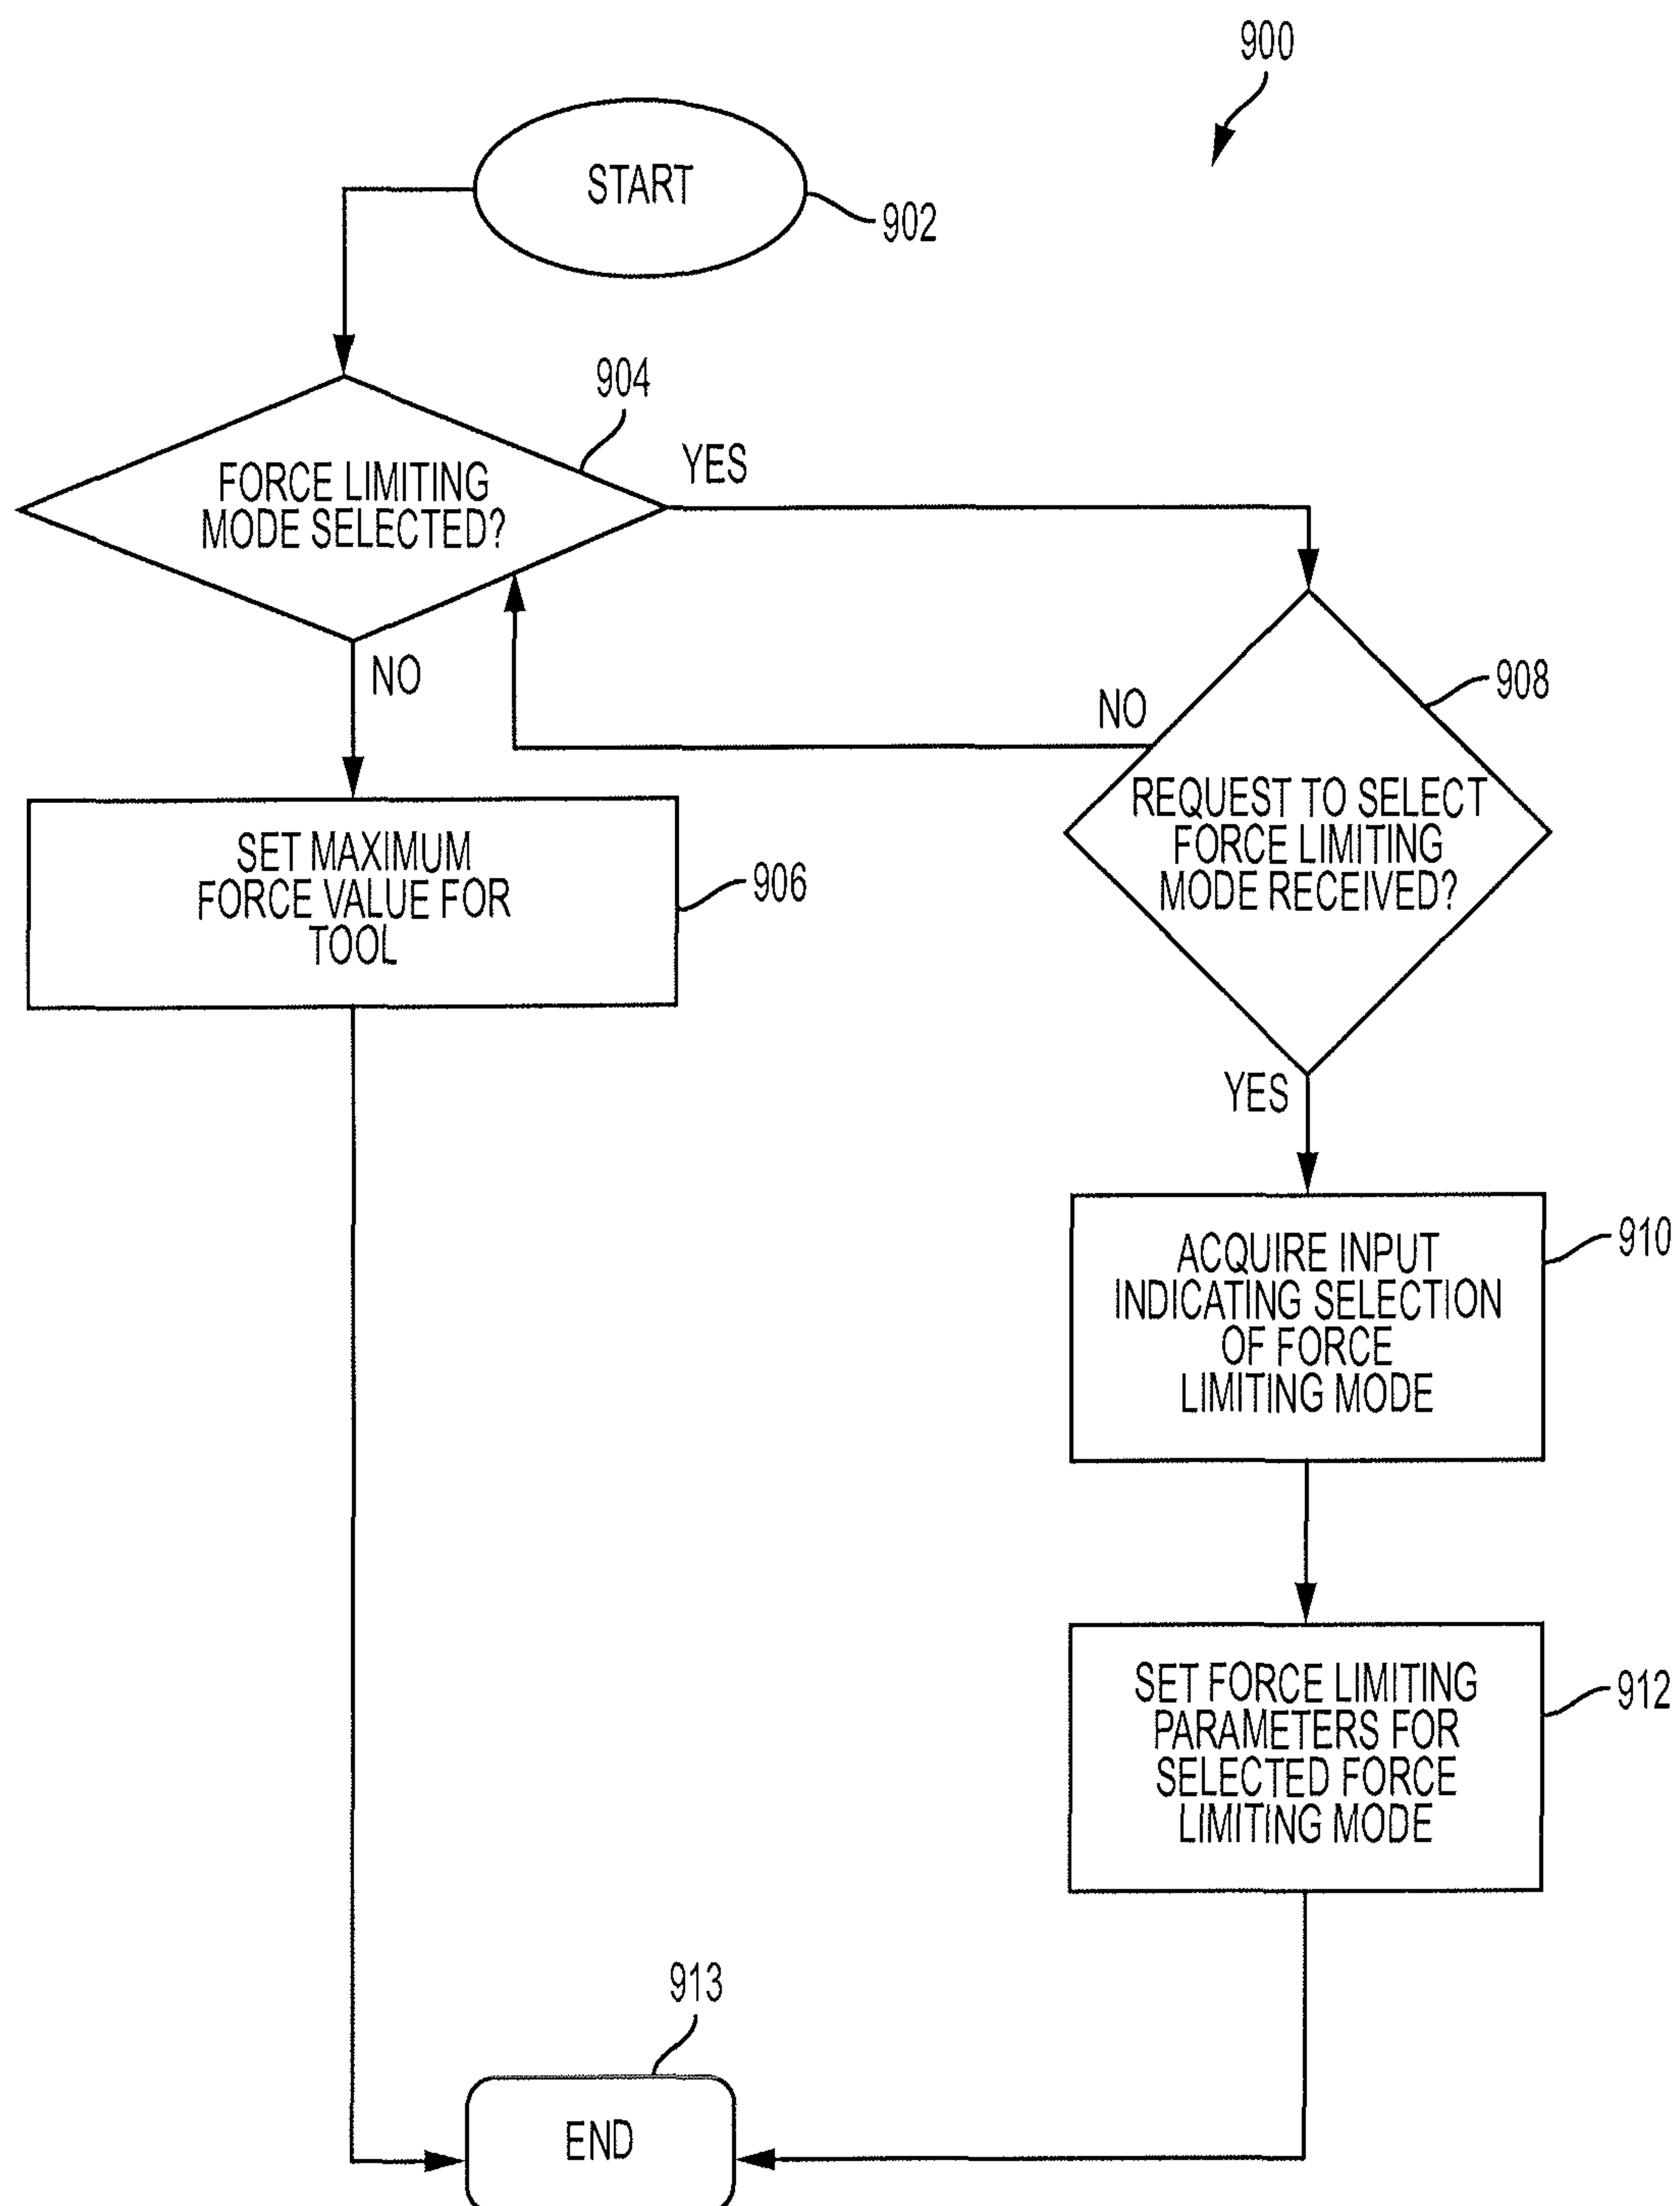 900
START
902
904
FORCE LIMITING
MODE SELECTED?
YES
NO
908
NO
REQUEST TO SELECT
FORCE LIMITING
MODE RECEIVED?
SET MAXIMUM
FORCE VALUE FOR
TOOL
906
YES
910
ACQUIRE INPUT
INDICATING SELECTION
OF FORCE
LIMITING MODE
912
SET FORCE LIMITING
PARAMETERS FOR
SELECTED FORCE
LIMITING MODE
913
END